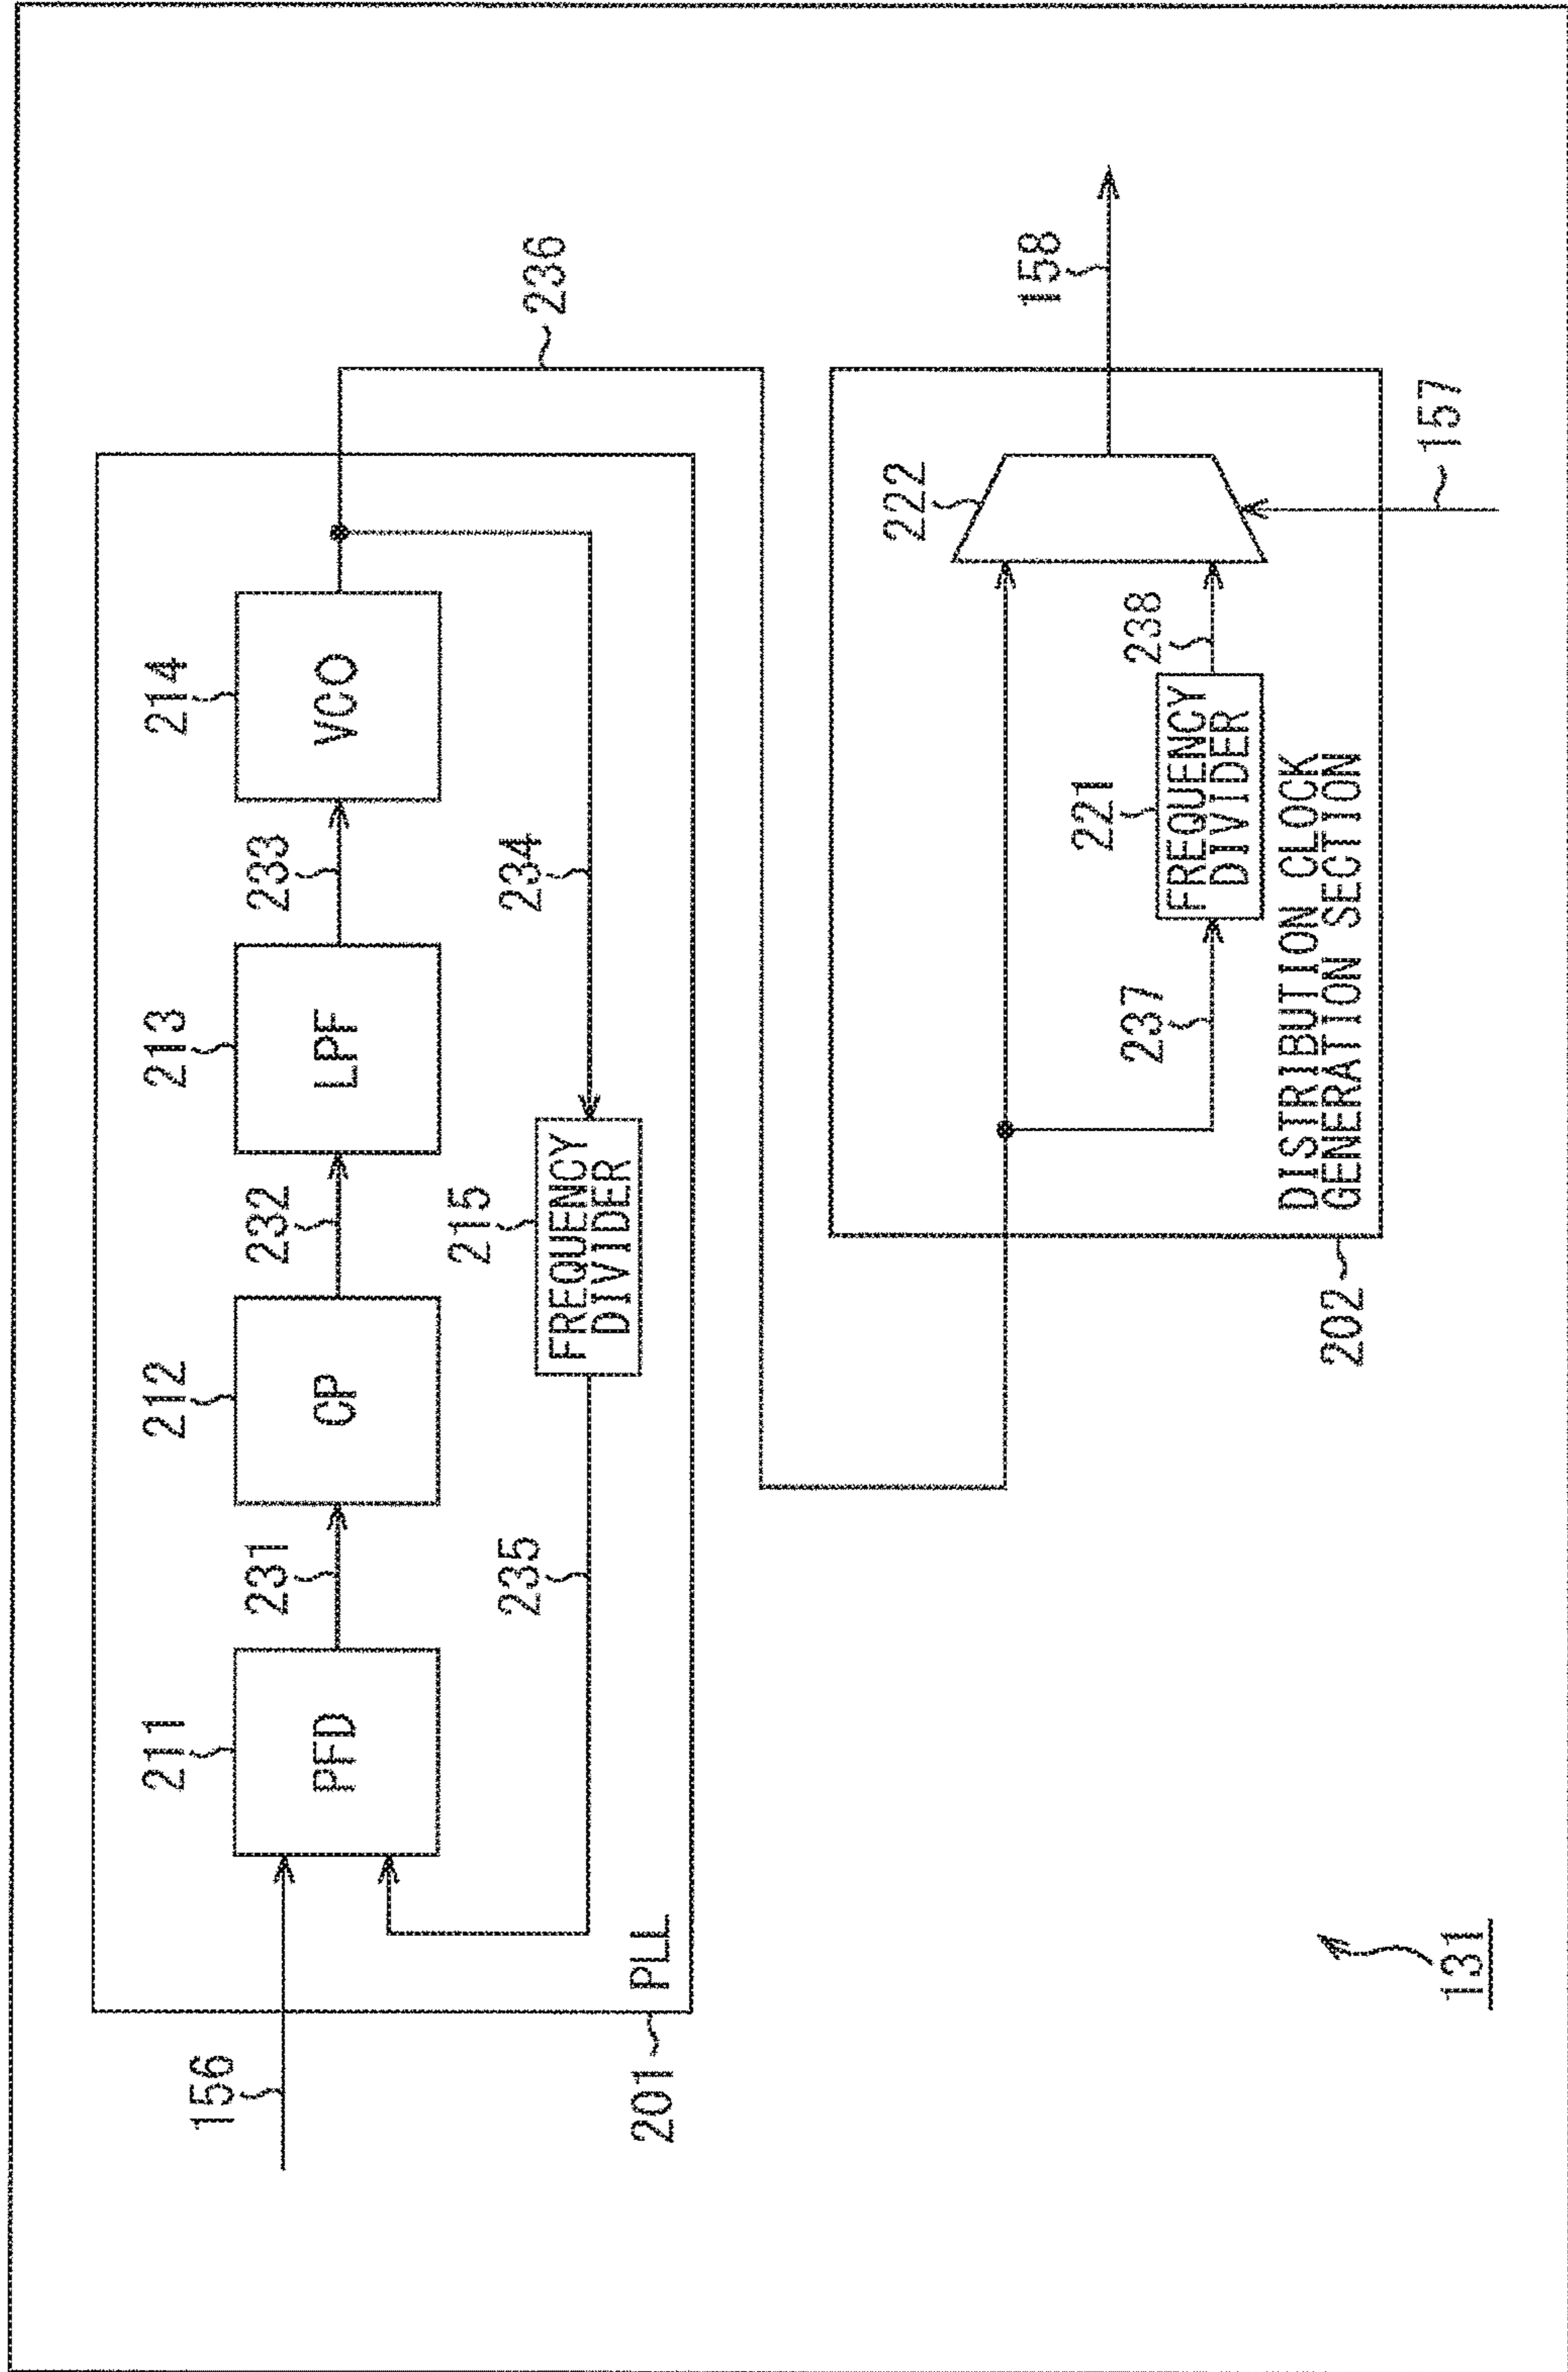 156
201
PLL
211
PFD
231
212
CP
232
213
LPF
233
214
VCO
234
215
FREQUENCY
DIVIDER
235
236
202
DISTRIBUTION CLOCK
GENERATION SECTION
237
221
FREQUENCY
DIVIDER
238
222
157
158
131